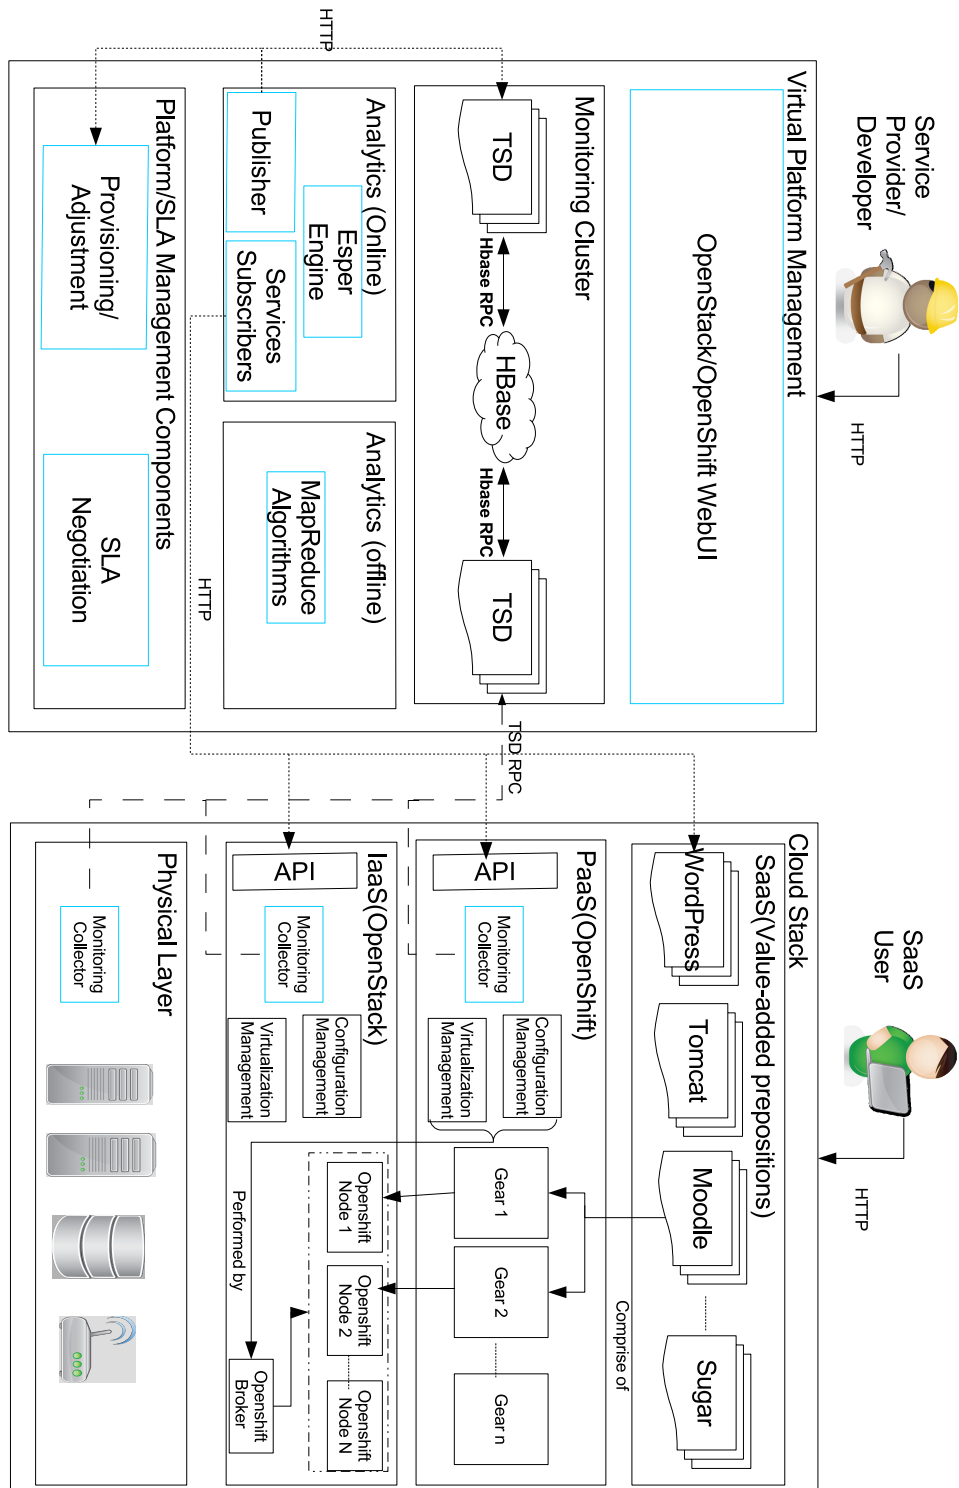 Service
Provider/
Developer
HTTP
Virtual Platform Management
OpenStack/OpenShift WebUI
Monitoring Cluster
TSD
Hbase RPC
HBase
Hbase RPC
TSD
TSD RPC
HTTP
Analytics (Online)
Publisher
Esper
Engine
Services
Subscribers
Analytics (offline)
MapReduce
Algorithms
HTTP
Platform/SLA Management Components
Provisioning/
Adjustment
SLA
Negotiation
SaaS
User
HTTP
Cloud Stack
SaaS(Value-added prepositions)
WordPress
Tomcat
Moodle
Sugar
Comprise of
PaaS(OpenShift)
API
Monitoring
Collector
Configuration
Management
Virtualization
Management
Gear 1
Gear 2
Gear n
IaaS(OpenStack)
API
Monitoring
Collector
Configuration
Management
Virtualization
Management
Openshift
Node 1
Openshift
Node 2
Openshift
Node N
Performed by
Openshift
Broker
Physical Layer
Monitoring
Collector